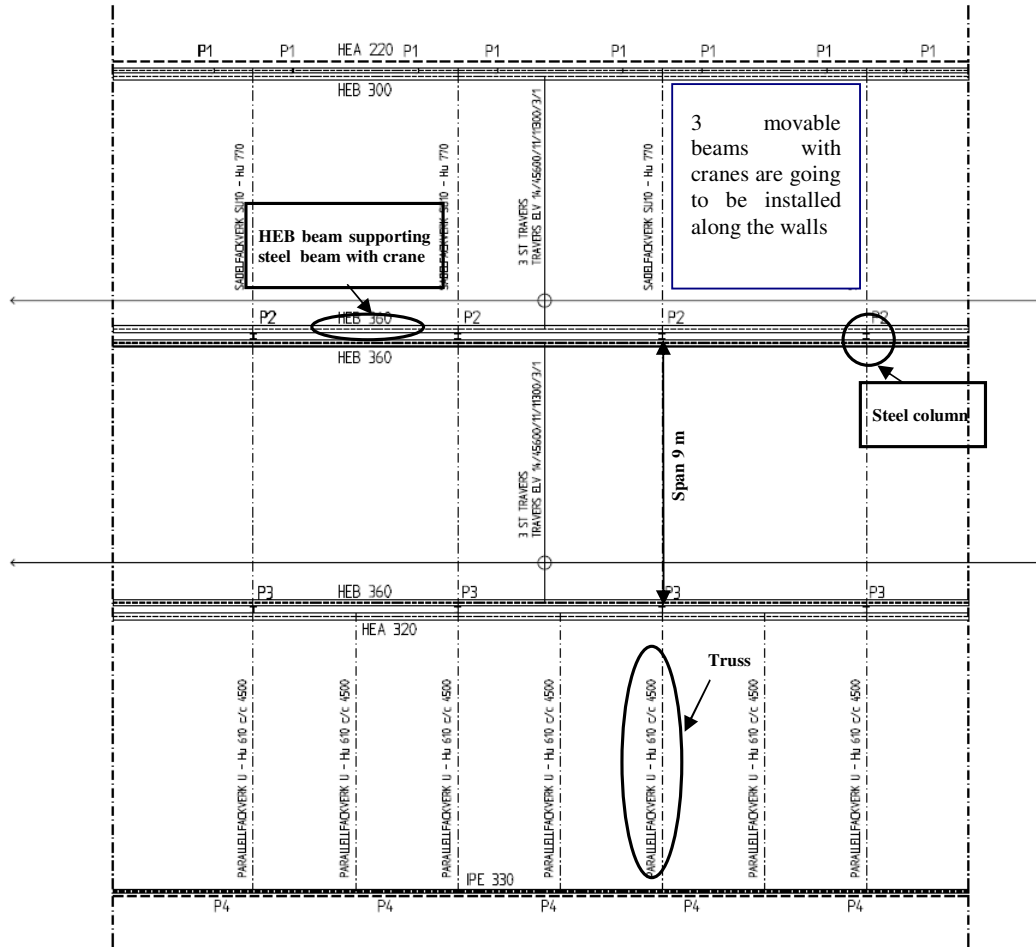 P1 P1 HEA 220 P1 P1 P1 P1 P1 P1
HEB 300
3 movable
beams with
cranes are going
to be installed
along the walls
SADELFACKVERK SU10 - Hu 770
SADELFACKVERK SU10 - Hu 770
3 ST TRAVERS
TRAVERS ELV 14/45600/11/11300/3/1
SADELFACKVERK SU10 - Hu 770
HEB beam supporting
steel beam with crane
P2 HEB 360 P2 P2 P2
HEB 360
Steel column
3 ST TRAVERS
TRAVERS ELV 14/45600/11/11300/3/1
Span 9 m
P3 HEB 360 P3 P3 P3
HEA 320
Truss
PARALLELLFACKVERK U - Hu 610 c/c 4500
PARALLELLFACKVERK U - Hu 610 c/c 4500
PARALLELLFACKVERK U - Hu 610 c/c 4500
PARALLELLFACKVERK U - Hu 610 c/c 4500
PARALLELLFACKVERK U - Hu 610 c/c 4500
PARALLELLFACKVERK U - Hu 610 c/c 4500
PARALLELLFACKVERK U - Hu 610 c/c 4500
IPE 330
P4 P4 P4 P4 P4